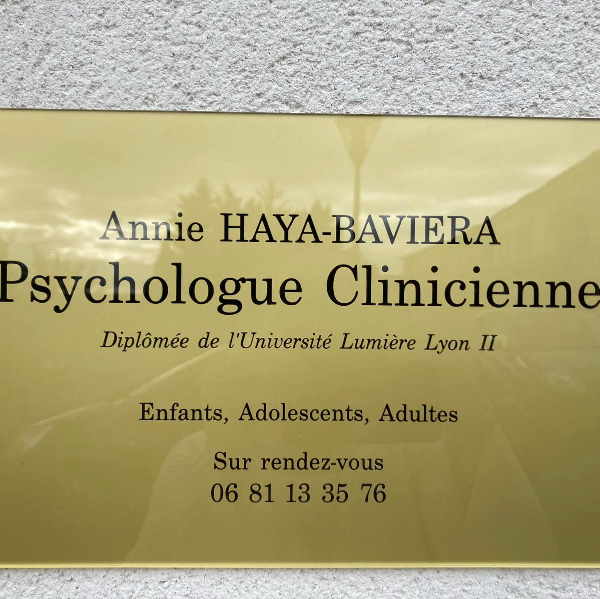 Annie HAYA-BAVIERA
Psychologue Clinicienne
Diplômée de l'Université Lumière Lyon II
Enfants, Adolescents, Adultes
Sur rendez-vous
06 81 13 35 76